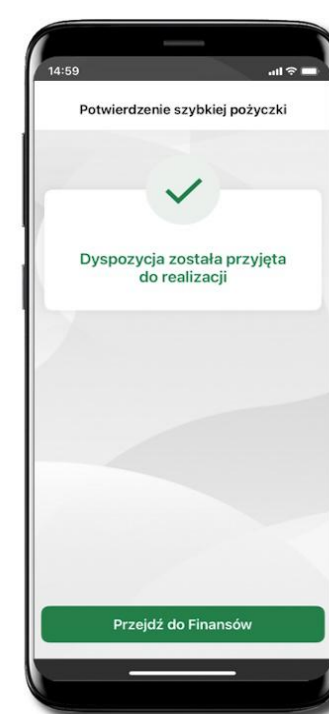 14:59
Potwierdzenie szybkiej pożyczki
Dyspozycja została przyjęta
do realizacji
Przejdź do Finansów